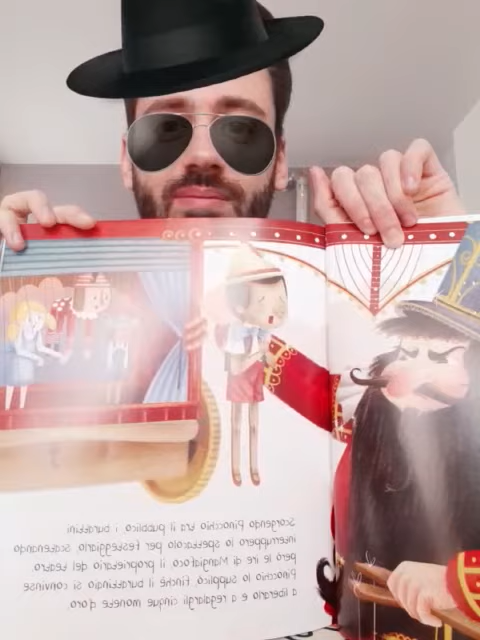 Scorgendo Pinocchio tra il pubblico, i burattini
interruppero lo spettacolo per festeggiarlo, scatenando
però le ire di Mangiafoco, il proprietario del teatro.
Pinocchio lo supplicò, finché il burattinaio si convinse
a liberarlo e a regalargli cinque monete d'oro